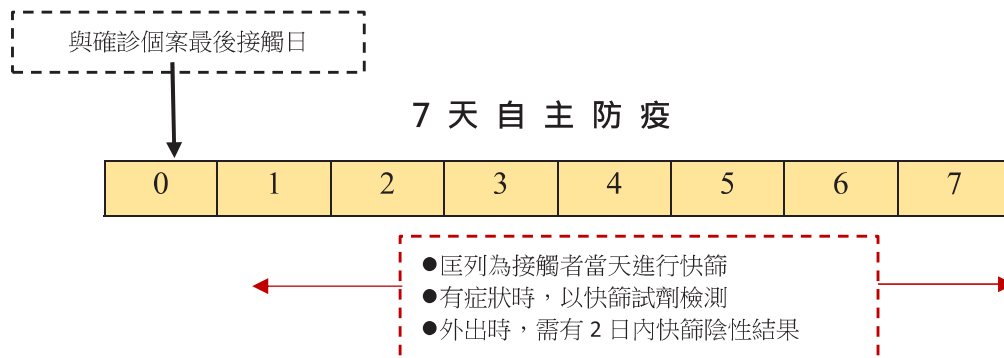 與確診個案最後接觸日
7 天 自 主 防 疫
0 1 2 3 4 5 6 7
●匡列為接觸者當天進行快篩
●有症狀時，以快篩試劑檢測
●外出時，需有 2 日內快篩陰性結果